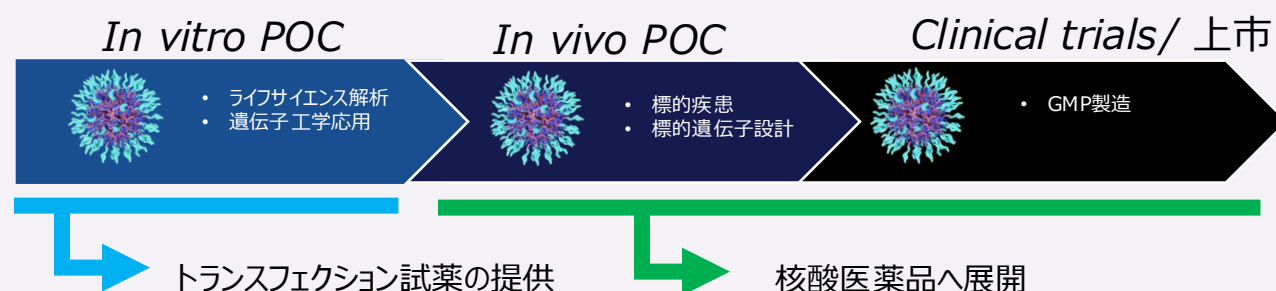 In vitro POC
In vivo POC
Clinical trials/ 上市
• ライフサイエンス解析
• 遺伝子工学応用
• 標的疾患
• 標的遺伝子設計
• GMP製造
トランスフェクション試薬の提供
核酸医薬品へ展開